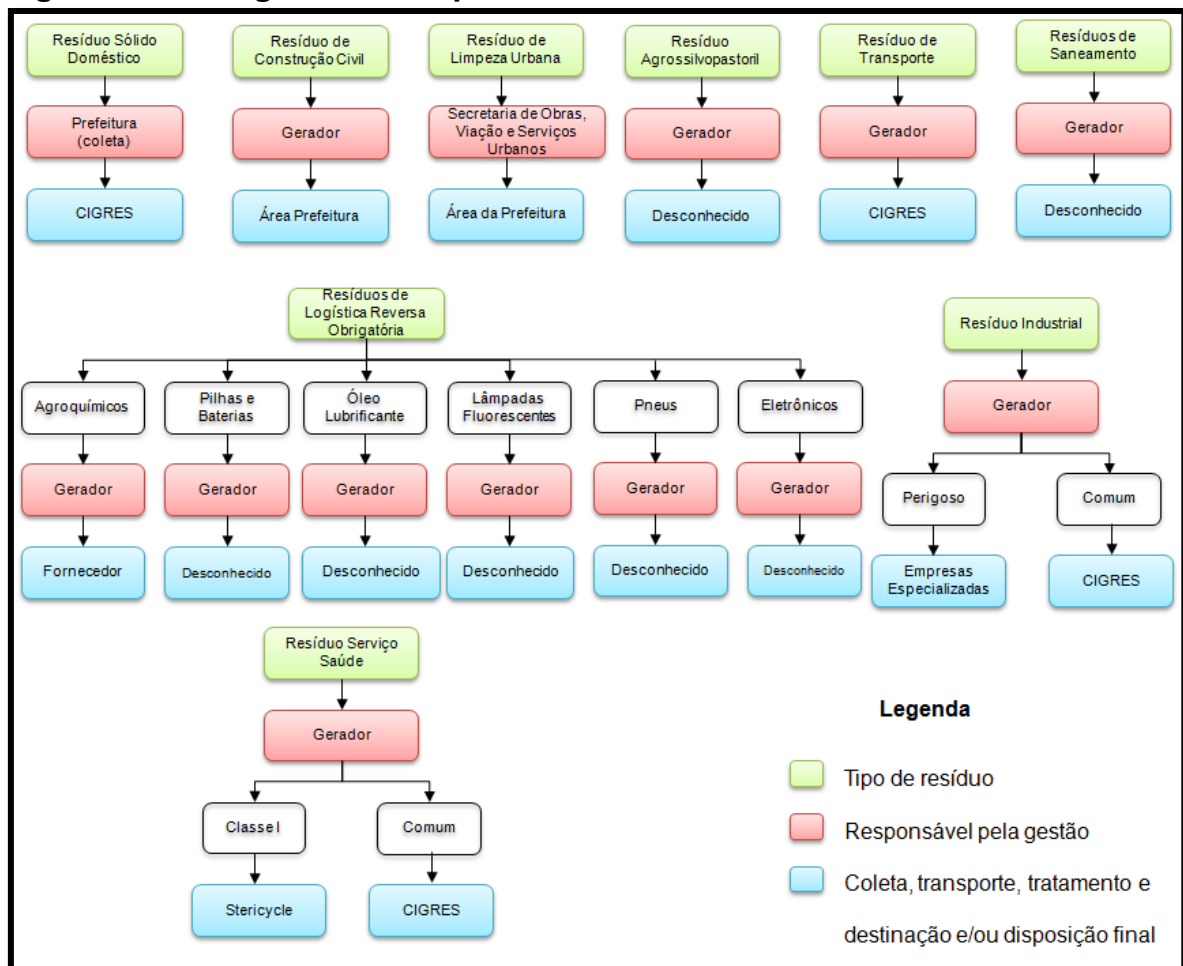 Resíduo Sólido
Doméstico
Resíduo de
Construção Civil
Resíduo de
Limpeza Urbana
Resíduo
Agrossilvopastoril
Resíduo de
Transporte
Resíduos de
Saneamento
Prefeitura
(coleta)
Gerador
Secretaria de Obras,
Viação e Serviços
Urbanos
Gerador
Gerador
Gerador
CIGRES
Área Prefeitura
Área da Prefeitura
Desconhecido
CIGRES
Desconhecido
Resíduos de
Logística Reversa
Obrigatória
Resíduo Industrial
Agroquímicos
Pilhas e
Baterias
Óleo
Lubrificante
Lâmpadas
Fluorescentes
Pneus
Eletrônicos
Gerador
Gerador
Gerador
Gerador
Gerador
Gerador
Gerador
Perigoso
Comum
Fornecedor
Desconhecido
Desconhecido
Desconhecido
Desconhecido
Desconhecido
Empresas
Especializadas
CIGRES
Resíduo Serviço
Saúde
Gerador
Classe I
Comum
Stericycle
CIGRES
Legenda
Tipo de resíduo
Responsável pela gestão
Coleta, transporte, tratamento e
destinação e/ou disposição final